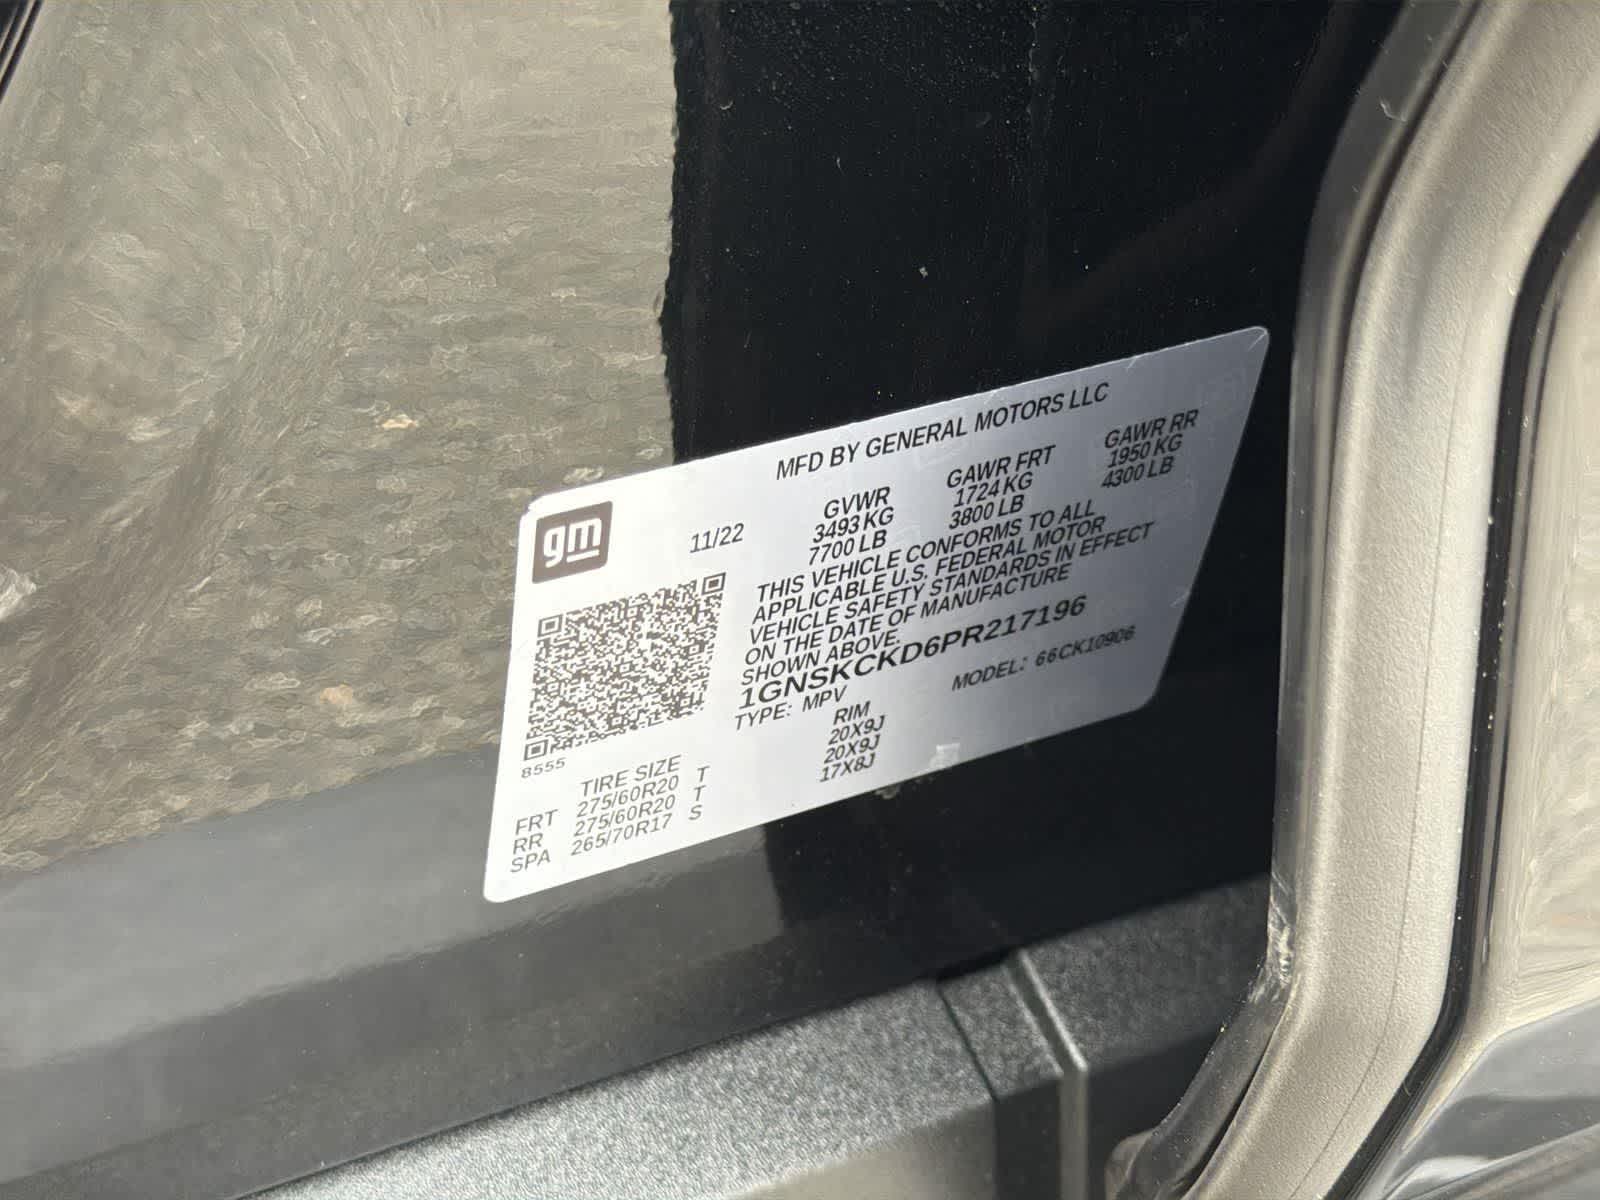 MFD BY GENERAL MOTORS LLC
gm
11/22
GVWR GAWR FRT GAWR RR
3493 KG 1724 KG 1950 KG
7700 LB 3800 LB 4300 LB
THIS VEHICLE CONFORMS TO ALL
APPLICABLE U.S. FEDERAL MOTOR
VEHICLE SAFETY STANDARDS IN EFFECT
ON THE DATE OF MANUFACTURE
SHOWN ABOVE.
1GNSKCKD6PR217196
TYPE: MPV MODEL: 66CK10906
8555
TIRE SIZE RIM
FRT 275/60R20 T 20X9J
RR 275/60R20 T 20X9J
SPA 265/70R17 S 17X8J